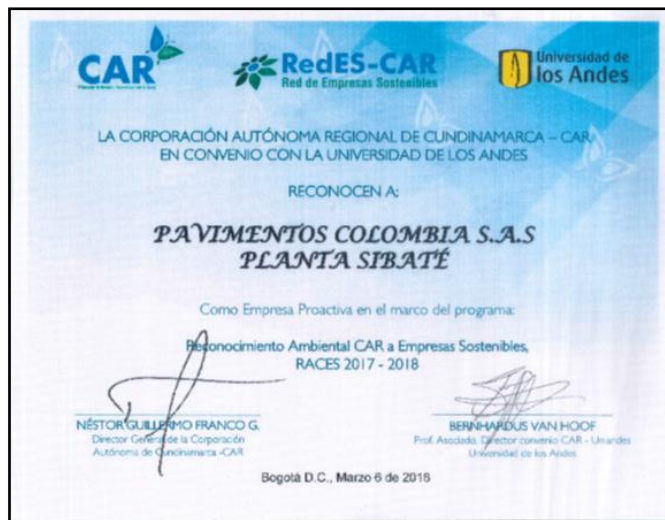 CAR
RedES-CAR
Red de Empresas Sostenibles
Universidad de
los Andes
LA CORPORACIÓN AUTÓNOMA REGIONAL DE CUNDINAMARCA – CAR
EN CONVENIO CON LA UNIVERSIDAD DE LOS ANDES
RECONOCEN A:
PAVIMENTOS COLOMBIA S.A.S
PLANTA SIBATÉ
Como Empresa Proactiva en el marco del programa:
Reconocimiento Ambiental CAR a Empresas Sostenibles,
RACES 2017 - 2018
NÉSTOR GUILLERMO FRANCO G.
Director General de la Corporación
Autónoma de Cundinamarca -CAR
BERNHARDUS VAN HOOF
Prof. Asociado, Director convenio CAR - Uniandes
Universidad de los Andes
Bogotá D.C., Marzo 6 de 2018